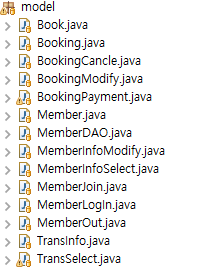 model
Book.java
Booking.java
BookingCancle.java
BookingModify.java
BookingPayment.java
Member.java
MemberDAO.java
MemberInfoModify.java
MemberInfoSelect.java
MemberJoin.java
MemberLogIn.java
MemberOut.java
TransInfo.java
TransSelect.java